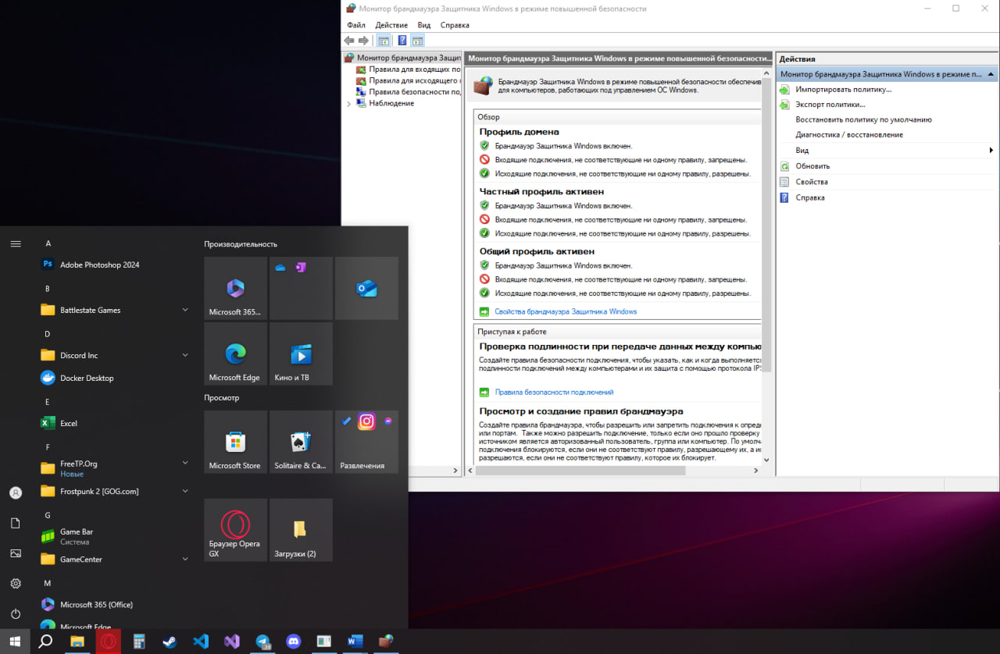 Монитор брандмауэра Защитника Windows в режиме повышенной безопасности
Файл Действие Вид Справка
Монитор брандмауэра Защит
Правила для входящих по
Правила для исходящего
Правила безопасности по
Наблюдение
Монитор брандмауэра Защитника Windows в режиме повышенной безопасности...
Брандмауэр Защитника Windows в режиме повышенной безопасности обеспечив
для компьютеров, работающих под управлением ОС Windows.
Обзор
Профиль домена
Брандмауэр Защитника Windows включен.
Входящие подключения, не соответствующие ни одному правилу, запрещены.
Исходящие подключения, не соответствующие ни одному правилу, разрешены.
Частный профиль активен
Брандмауэр Защитника Windows включен.
Входящие подключения, не соответствующие ни одному правилу, запрещены.
Исходящие подключения, не соответствующие ни одному правилу, разрешены.
Общий профиль активен
Брандмауэр Защитника Windows включен.
Входящие подключения, не соответствующие ни одному правилу, запрещены.
Исходящие подключения, не соответствующие ни одному правилу, разрешены.
Свойства брандмауэра Защитника Windows
Приступая к работе
Проверка подлинности при передаче данных между компью
Создайте правила безопасности подключения, чтобы указать, как и когда выполняетс
подлинности подключений между компьютерами и их защита с помощью протокола IPS
Правила безопасности подключений
Просмотр и создание правил брандмауэра
Создайте правила брандмауэра, чтобы разрешить или запретить подключения к опреде
или портам. Также можно разрешить подключение, только если оно прошло проверку
источником является авторизованный пользователь, группа или компьютер. По умолч
подключения блокируются, если они не соответствуют правилу, разрешающему их, а ис
разрешаются, если они не соответствуют правилу, которое их блокирует.
Действия
Монитор брандмауэра Защитника Windows в режиме п...
Импортировать политику...
Экспорт политики...
Восстановить политику по умолчанию
Диагностика / восстановление
Вид
Обновить
Свойства
Справка
A
Adobe Photoshop 2024
B
Battlestate Games
D
Discord Inc
Docker Desktop
E
Excel
F
FreeTP.Org
Новые
Frostpunk 2 [GOG.com]
G
Game Bar
Система
GameCenter
M
Microsoft 365 (Office)
Microsoft Edge
Производительность
Microsoft 365...
Microsoft Edge
Кино и ТВ
Просмотр
Microsoft Store
Solitaire & Ca...
Развлечения
Браузер Opera
GX
Загрузки (2)